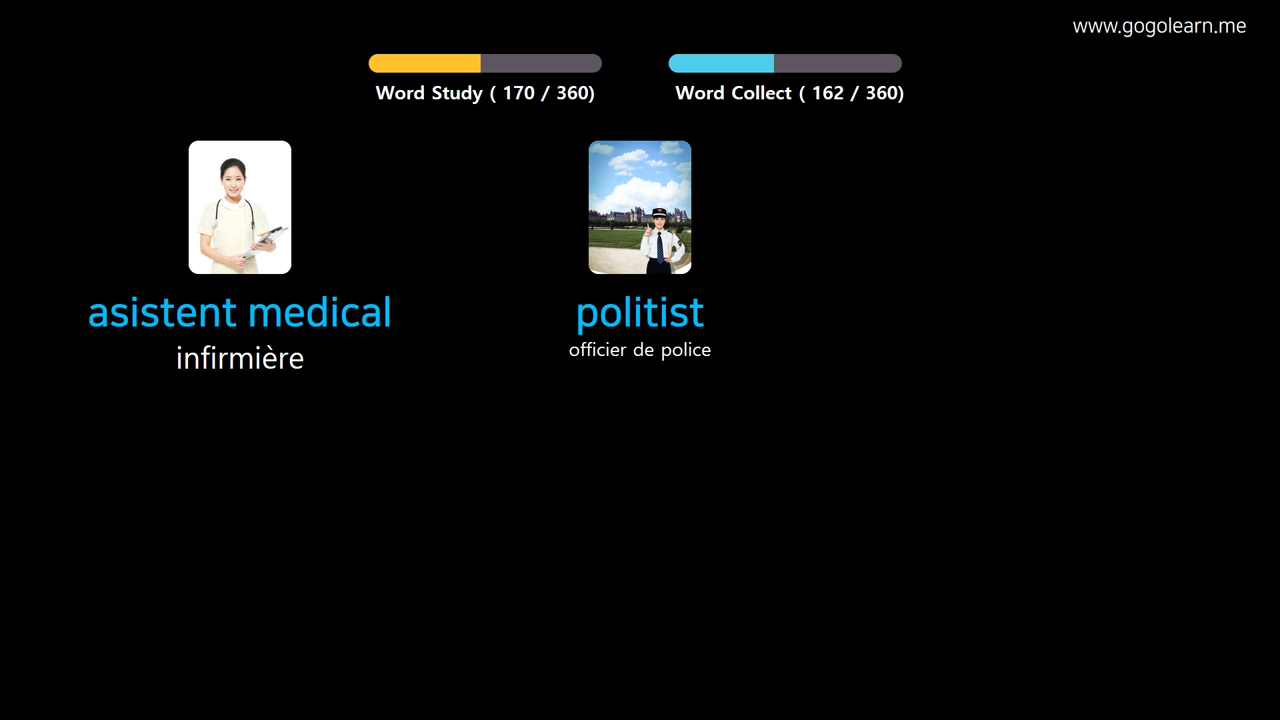 www.gogolearn.me
Word Study ( 170 / 360)
Word Collect ( 162 / 360)
asistent medical
infirmière
politist
officier de police